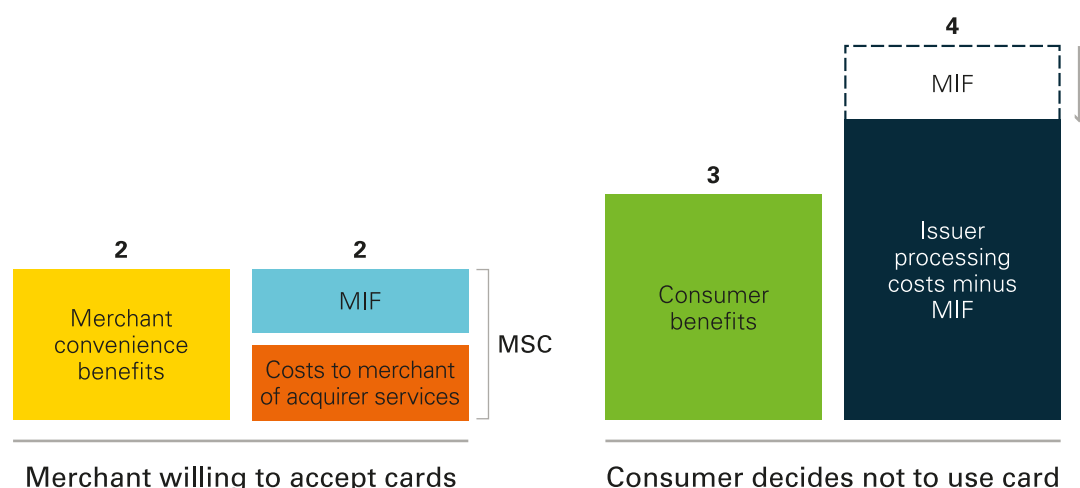 2
Merchant
convenience
benefits
2
MIF
Costs to merchant
of acquirer services
MSC
Merchant willing to accept cards
3
Consumer
benefits
4
MIF
Issuer
processing
costs minus
MIF
Consumer decides not to use card